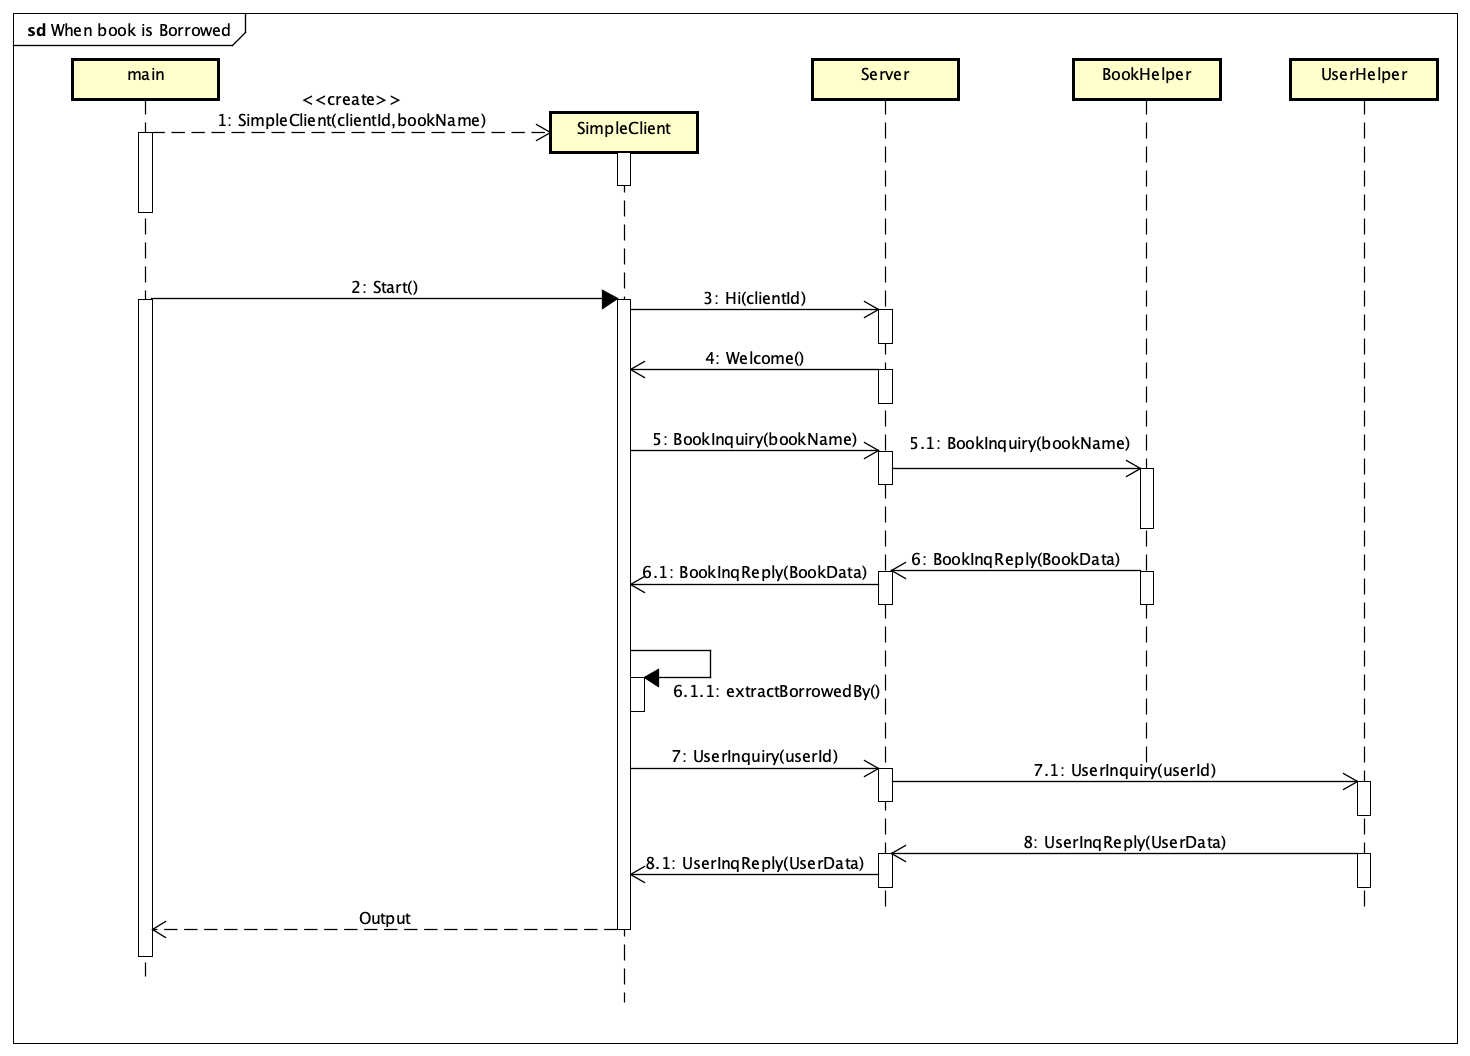 sd When book is Borrowed
main
Server
BookHelper
UserHelper
<<create>>
1: SimpleClient(clientId,bookName)
SimpleClient
2: Start()
3: Hi(clientId)
4: Welcome()
5: BookInquiry(bookName)
5.1: BookInquiry(bookName)
6: BookInqReply(BookData)
6.1: BookInqReply(BookData)
6.1.1: extractBorrowedBy()
7: UserInquiry(userId)
7.1: UserInquiry(userId)
8: UserInqReply(UserData)
8.1: UserInqReply(UserData)
Output